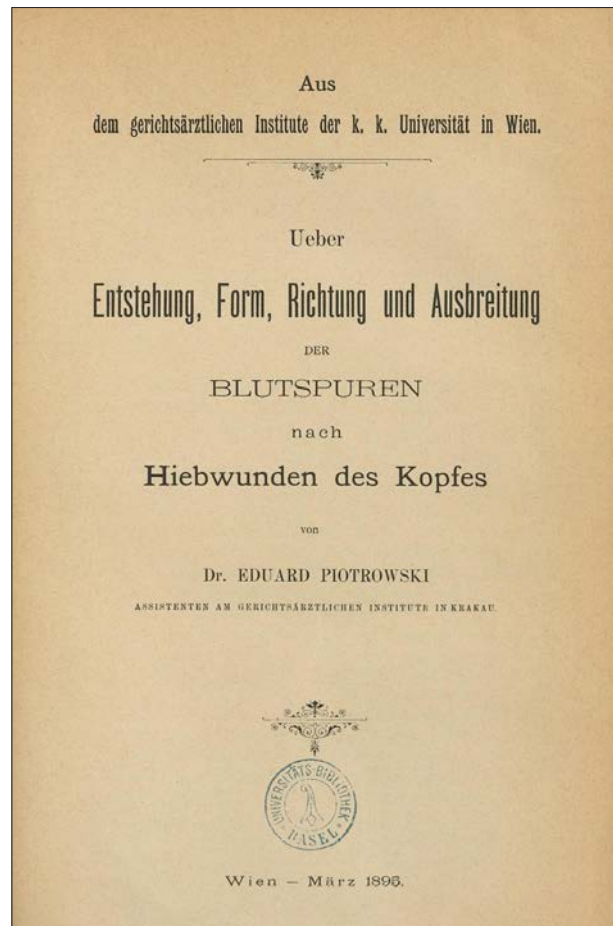 Aus
dem gerichtsärztlichen Institute der k. k. Universität in Wien.
Ueber
Entstehung, Form, Richtung und Ausbreitung
DER
BLUTSPUREN
nach
Hiebwunden des Kopfes
von
Dr. EDUARD PIOTROWSKI
ASSISTENTEN AM GERICHTSÄRZTLICHEN INSTITUTE IN KRAKAU.
UNIVERSITÄTS-BIBLIOTHEK
BASEL
Wien – März 1895.